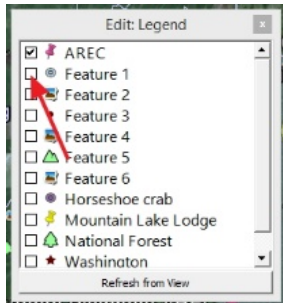 Edit: Legend
x
AREC
Feature 1
Feature 2
Feature 3
Feature 4
Feature 5
Feature 6
Horseshoe crab
Mountain Lake Lodge
National Forest
Washington
Refresh from View